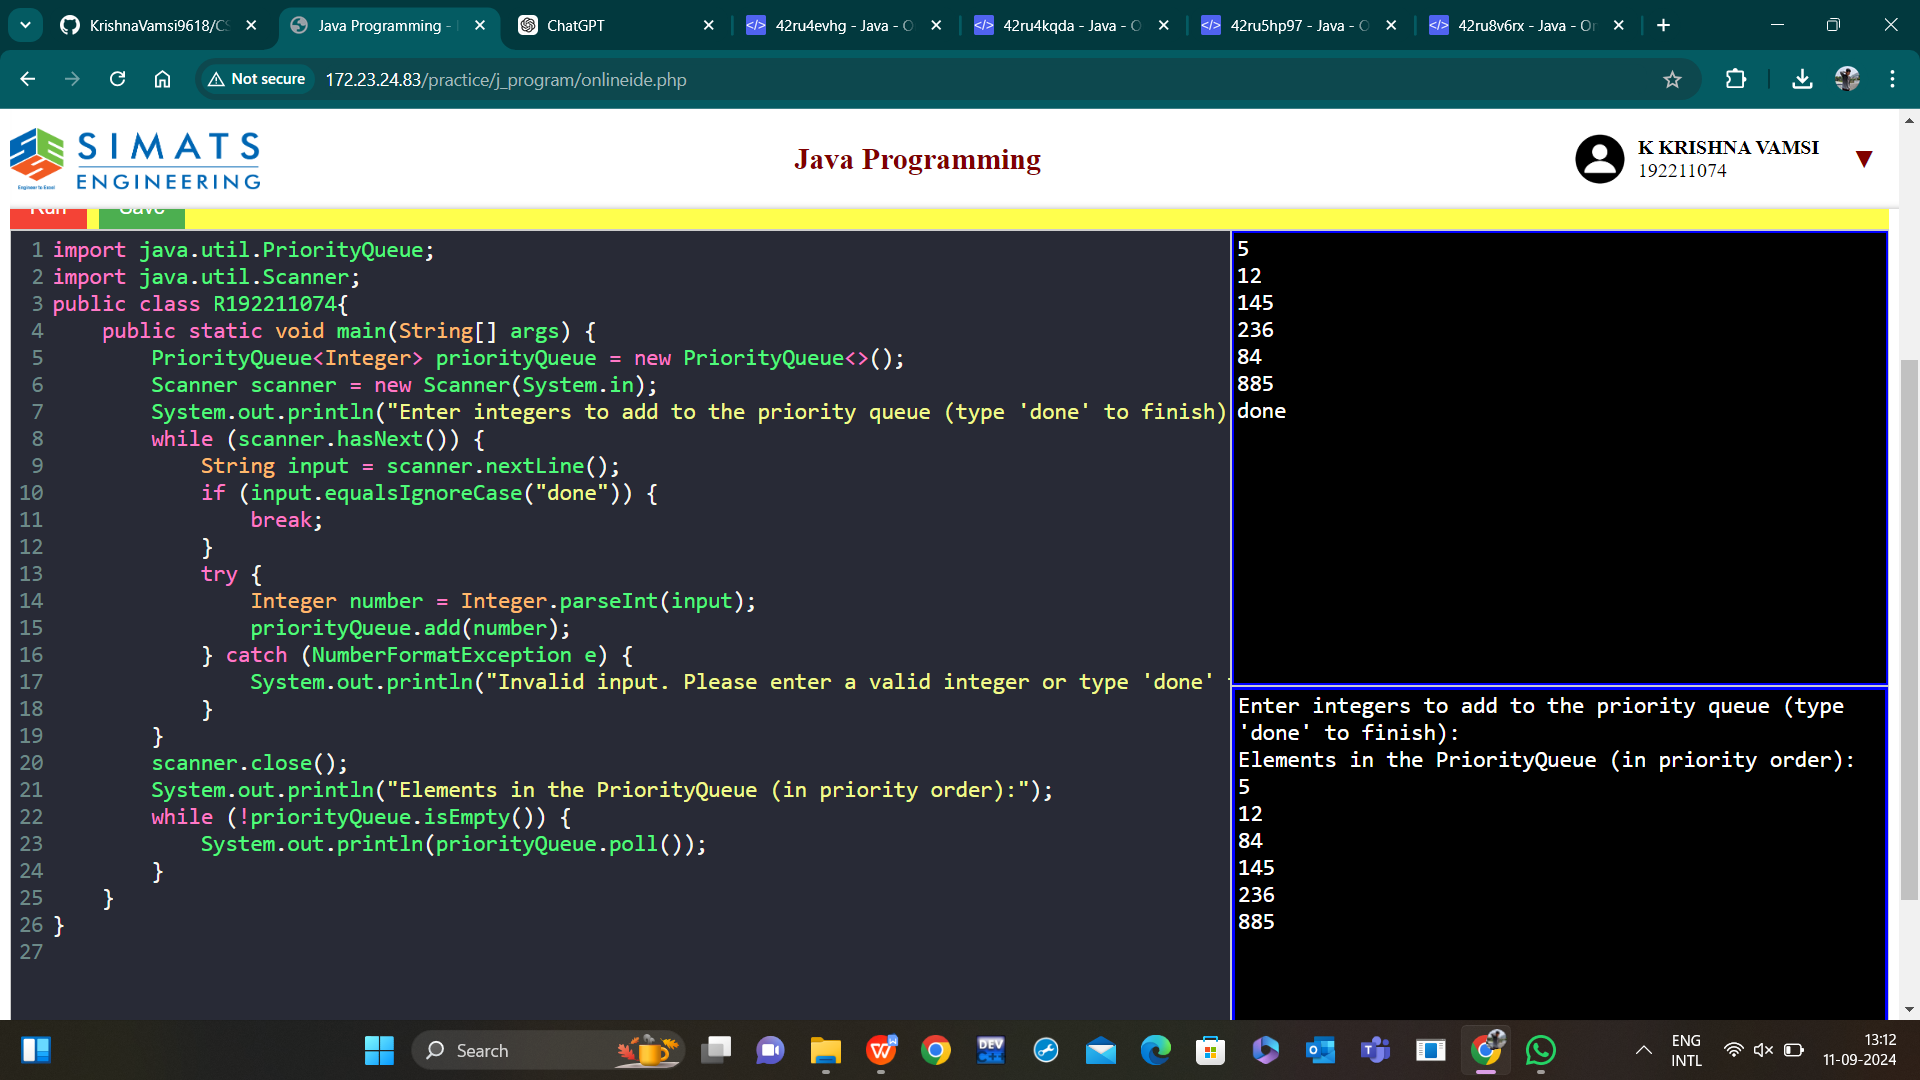 KrishnaVamsi9618/CS
Java Programming -
ChatGPT
42ru4evhg - Java - O
42ru4kqda - Java - O
42ru5hp97 - Java - O
42ru8v6rx - Java - Or
Not secure
172.23.24.83/practice/j_program/onlineide.php
SIMATS
ENGINEERING
Engineer to Excel
Java Programming
K KRISHNA VAMSI
192211074
Run
Save
1 import java.util.PriorityQueue;
2 import java.util.Scanner;
3 public class R192211074{
4 public static void main(String[] args) {
5 PriorityQueue<Integer> priorityQueue = new PriorityQueue<>();
6 Scanner scanner = new Scanner(System.in);
7 System.out.println("Enter integers to add to the priority queue (type 'done' to finish)
8 while (scanner.hasNext()) {
9 String input = scanner.nextLine();
10 if (input.equalsIgnoreCase("done")) {
11 break;
12 }
13 try {
14 Integer number = Integer.parseInt(input);
15 priorityQueue.add(number);
16 } catch (NumberFormatException e) {
17 System.out.println("Invalid input. Please enter a valid integer or type 'done'
18 }
19 }
20 scanner.close();
21 System.out.println("Elements in the PriorityQueue (in priority order):");
22 while (!priorityQueue.isEmpty()) {
23 System.out.println(priorityQueue.poll());
24 }
25 }
26 }
27
5
12
145
236
84
885
done
Enter integers to add to the priority queue (type
'done' to finish):
Elements in the PriorityQueue (in priority order):
5
12
84
145
236
885
Search
DEV
ENG
INTL
13:12
11-09-2024